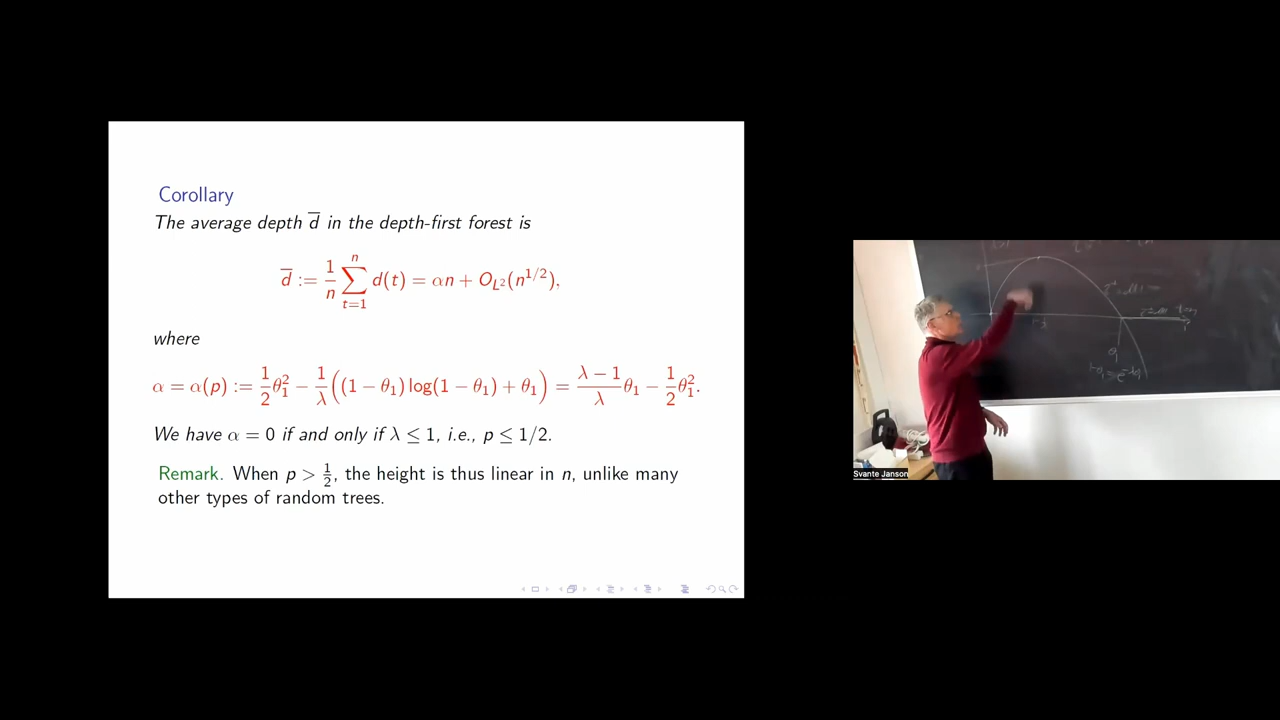 Corollary
The average depth d̅ in the depth-first forest is
d̅ := 1/n ∑_{t=1}^{n} d(t) = αn + O_{L²}(n^{1/2}),
where
α = α(p) := 1/2 θ₁² − 1/λ ((1 − θ₁) log(1 − θ₁) + θ₁) = (λ − 1)/λ θ₁ − 1/2 θ₁².
We have α = 0 if and only if λ ≤ 1, i.e., p ≤ 1/2.
Remark. When p > 1/2, the height is thus linear in n, unlike many
other types of random trees.
Svante Janson